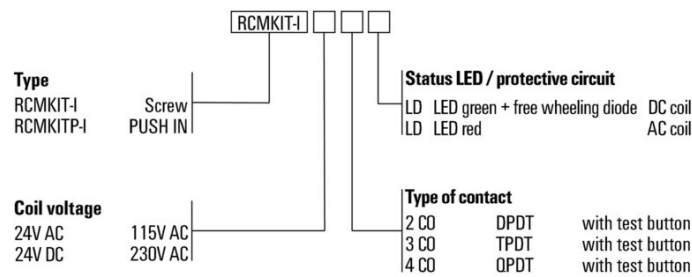 RCMKIT-I
Type
RCMKIT-I Screw
RCMKITP-I PUSH IN
Status LED / protective circuit
LD LED green + free wheeling diode DC coil
LD LED red AC coil
Coil voltage
24V AC 115V AC
24V DC 230V AC
Type of contact
2 CO DPDT with test button
3 CO TPDT with test button
4 CO QPDT with test button